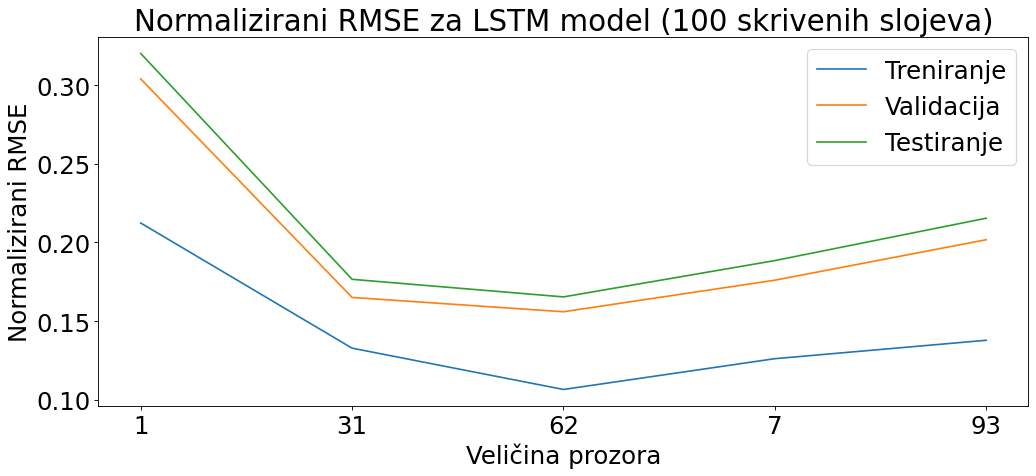 Normalizirani RMSE za LSTM model (100 skrivenih slojeva)
Treniranje
Validacija
Testiranje
Normalizirani RMSE
0.30
0.25
0.20
0.15
0.10
1 31 62 7 93
Veličina prozora